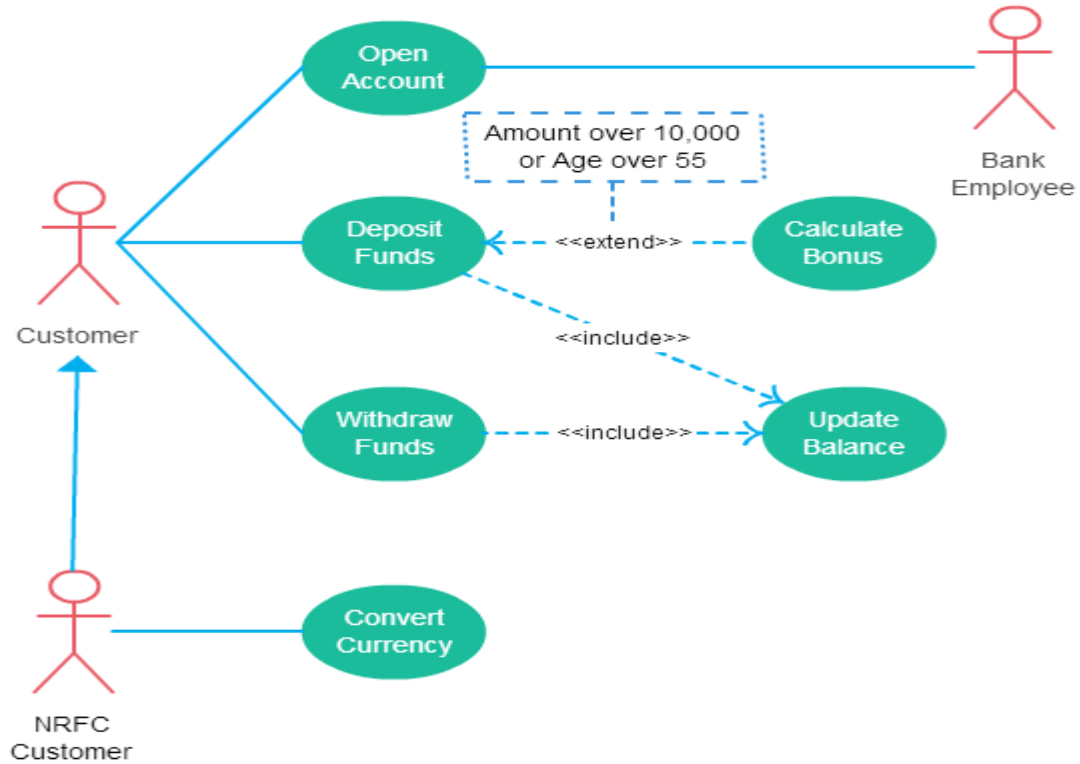 Open
Account
Amount over 10,000
or Age over 55
Bank
Employee
Deposit
Funds
<<extend>>
Calculate
Bonus
Customer
<<include>>
Withdraw
Funds
<<include>>
Update
Balance
Convert
Currency
NRFC
Customer